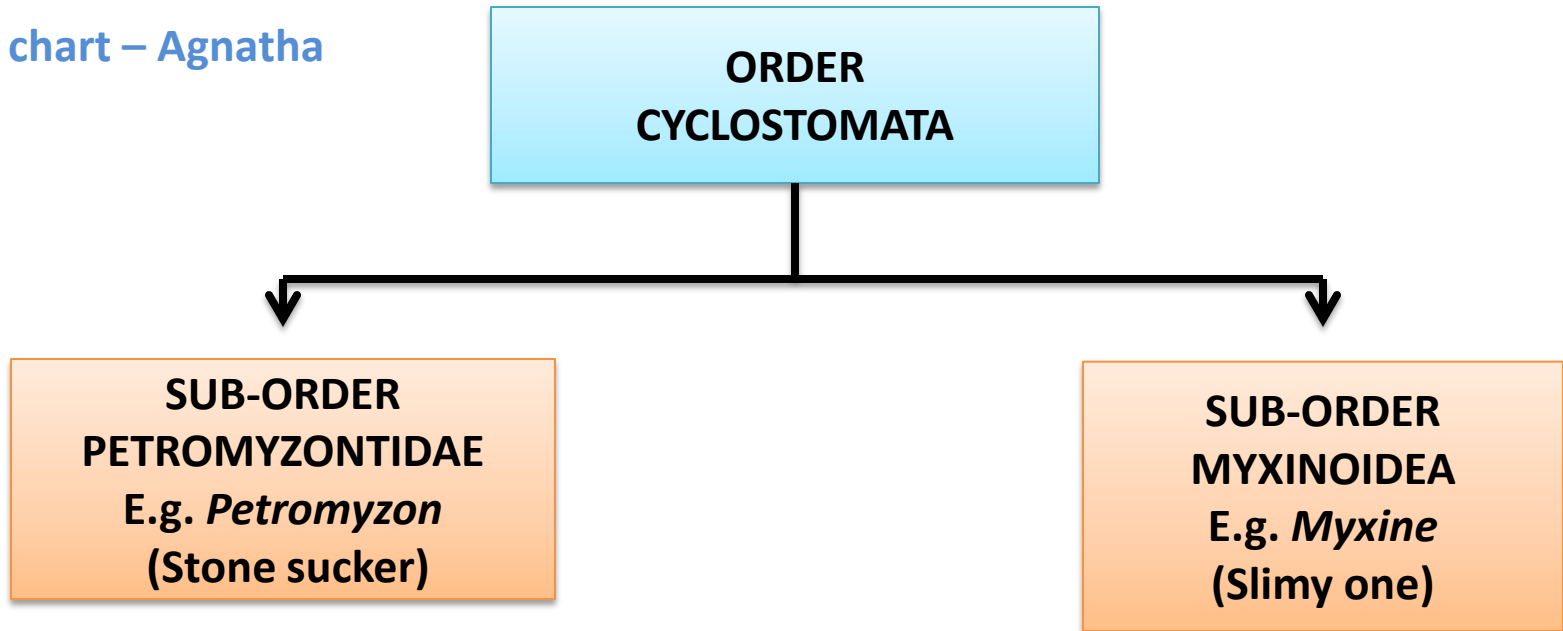 chart – Agnatha
ORDER
CYCLOSTOMATA
SUB-ORDER
PETROMYZONTIDAE
E.g. Petromyzon
(Stone sucker)
SUB-ORDER
MYXINOIDEA
E.g. Myxine
(Slimy one)